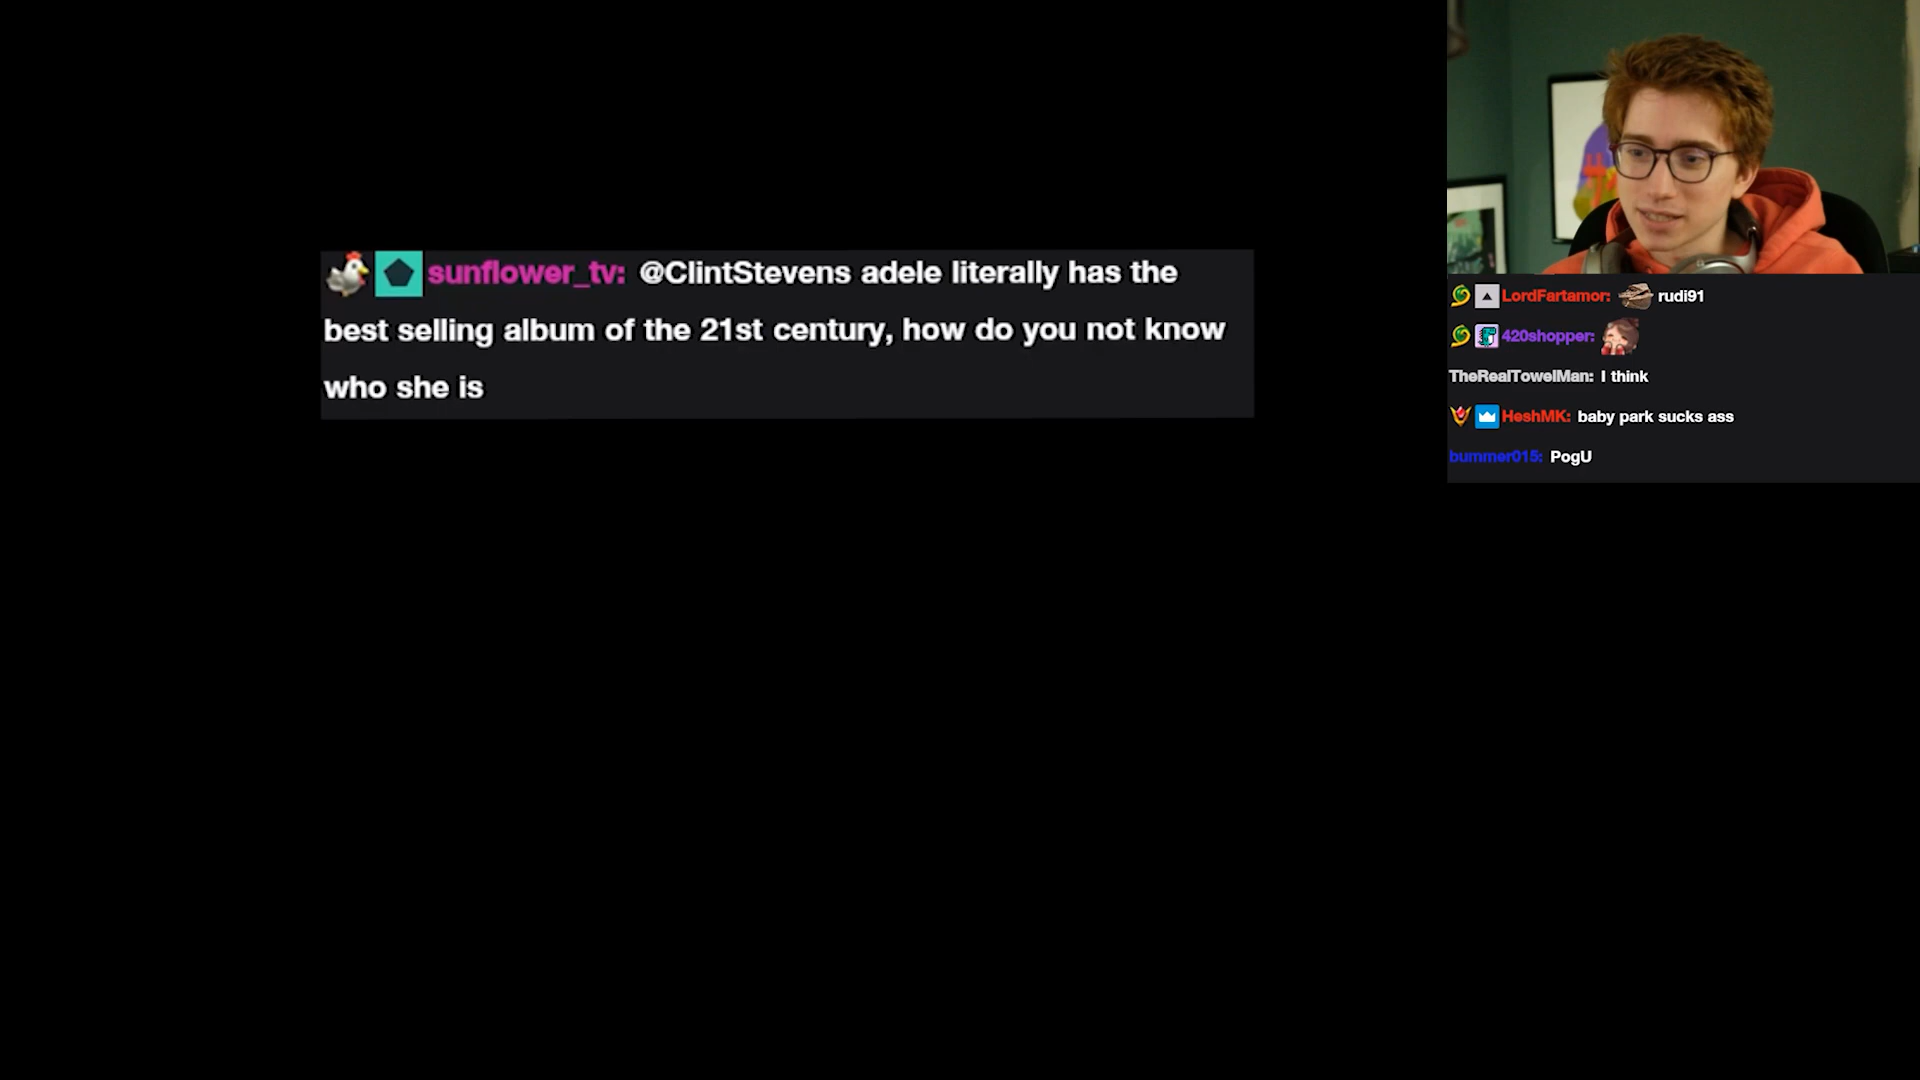 sunflower_tv: @ClintStevens adele literally has the
best selling album of the 21st century, how do you not know
who she is
LordFartamor: rudi91
420shopper:
TheRealTowelMan: I think
HeshMK: baby park sucks ass
bummer015: PogU